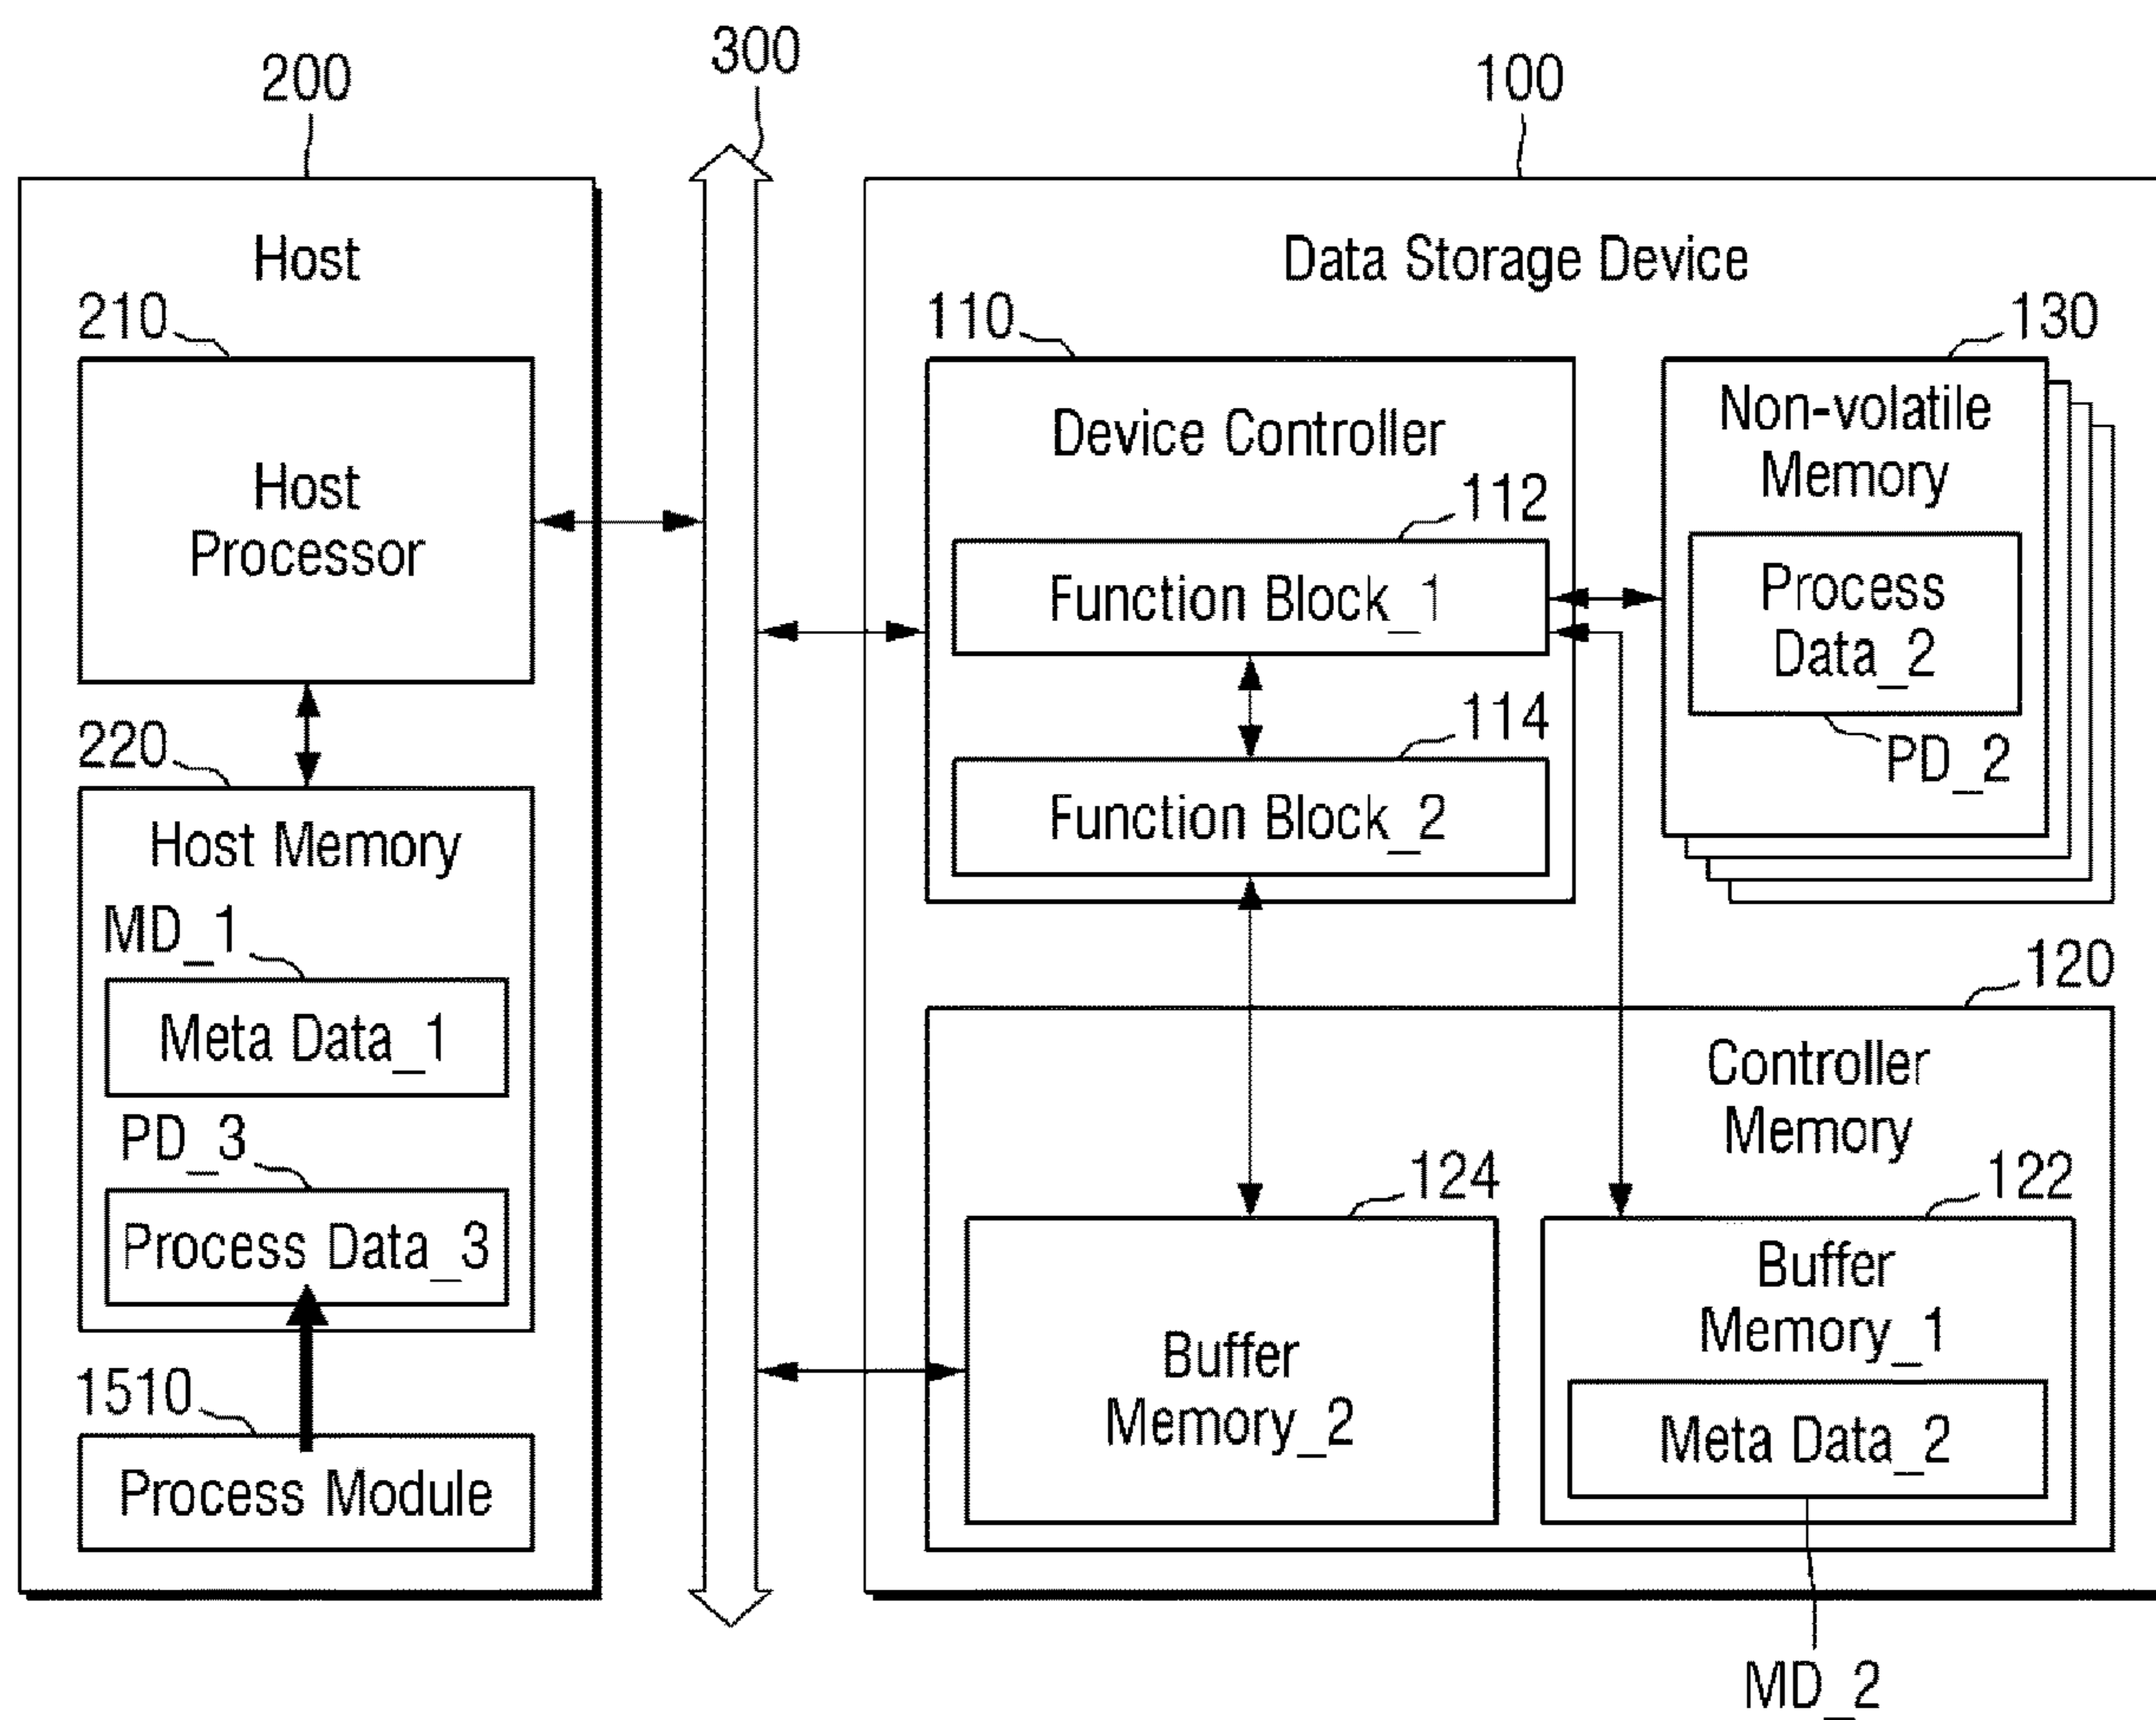 200
300
100
Host
Data Storage Device
210
110
130
Host
Processor
Device Controller
Non-volatile
Memory
112
Function Block_1
Process
Data_2
114
PD_2
Function Block_2
220
Host Memory
MD_1
Meta Data_1
PD_3
Process Data_3
1510
Process Module
120
Controller
Memory
124
122
Buffer
Memory_2
Buffer
Memory_1
Meta Data_2
MD_2